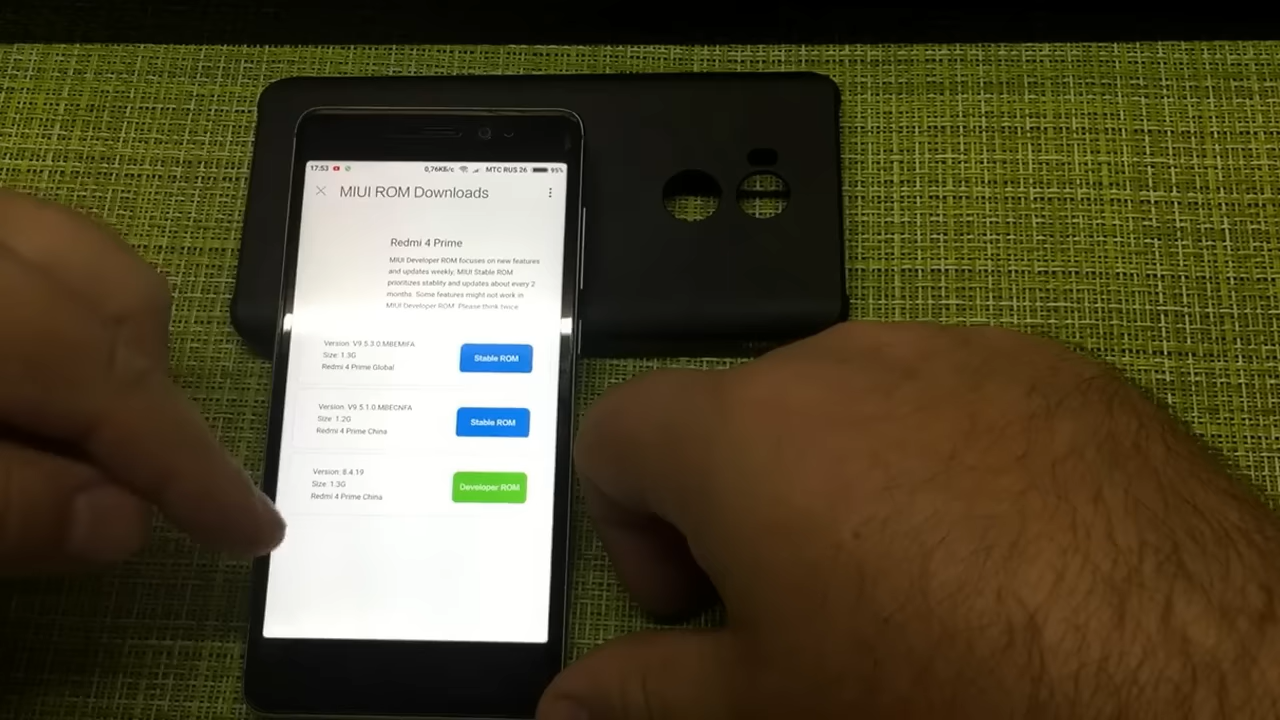 17:53 0,76КБ/с МТС RUS 26 95%
MIUI ROM Downloads
Redmi 4 Prime
MIUI Developer ROM focuses on new features
and updates weekly, MIUI Stable ROM
prioritizes stablity and updates about every 2
months. Some features might not work in
MIUI Developer ROM. Please think twice
Version: V9.5.3.0.MBEMIFA
Size: 1.3G
Redmi 4 Prime Global
Stable ROM
Version: V9.5.1.0.MBECNFA
Size: 1.2G
Redmi 4 Prime China
Stable ROM
Version: 8.4.19
Size: 1.3G
Redmi 4 Prime China
Developer ROM